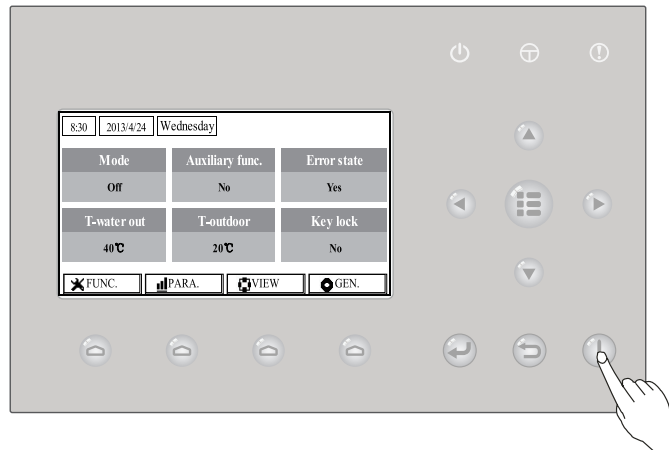 8:30 2013/4/24 Wednesday
Mode Auxiliary func. Error state
Off No Yes
T-water out T-outdoor Key lock
40℃ 20℃ No
FUNC. PARA. VIEW GEN.